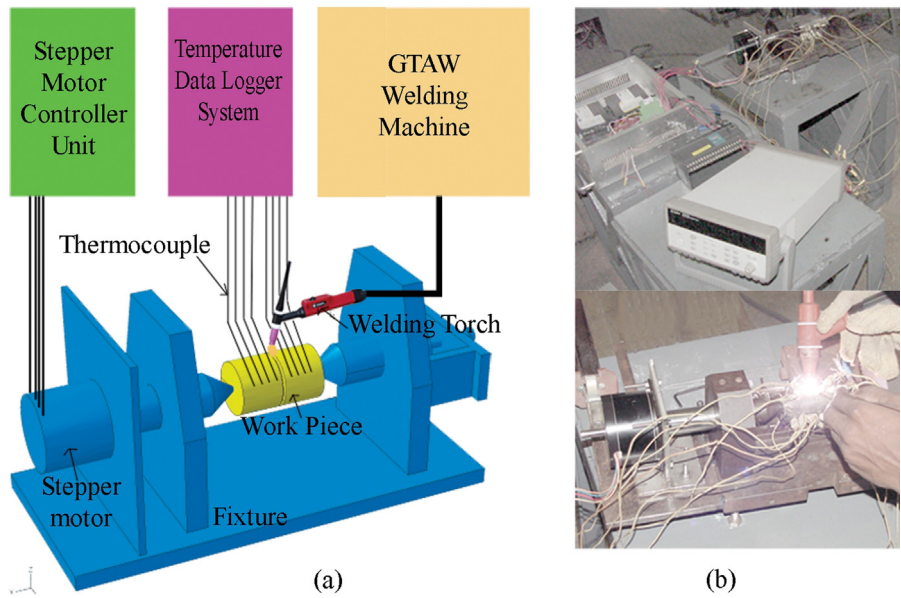 Stepper
Motor
Controller
Unit
Temperature
Data Logger
System
GTAW
Welding
Machine
Thermocouple
Welding Torch
Work Piece
Stepper
motor
Fixture
(a)
(b)